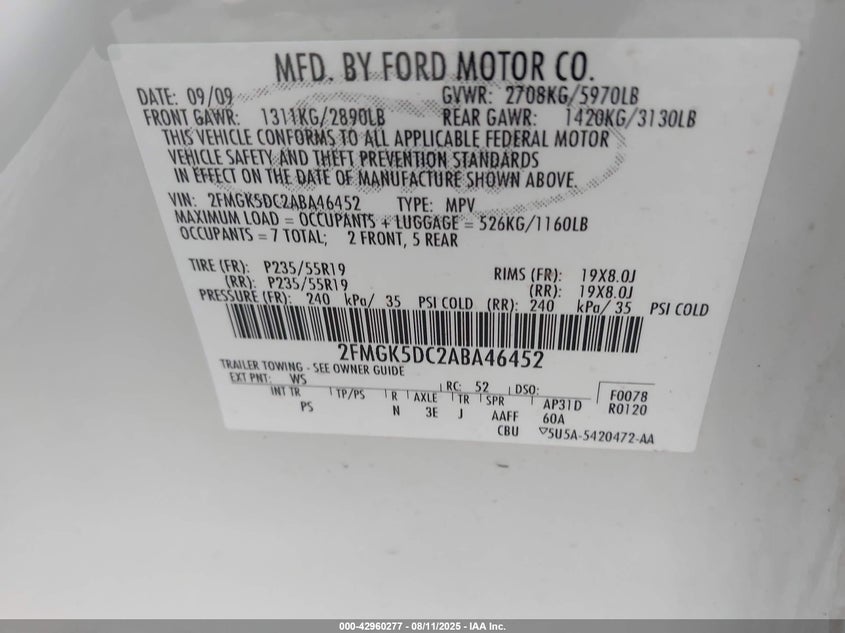 MFD. BY FORD MOTOR CO.
DATE: 09/09 GVWR: 2708KG/5970LB
FRONT GAWR: 1311KG/2890LB REAR GAWR: 1420KG/3130LB
THIS VEHICLE CONFORMS TO ALL APPLICABLE FEDERAL MOTOR
VEHICLE SAFETY AND THEFT PREVENTION STANDARDS
IN EFFECT ON THE DATE OF MANUFACTURE SHOWN ABOVE.
VIN: 2FMGK5DC2ABA46452 TYPE: MPV
MAXIMUM LOAD = OCCUPANTS + LUGGAGE = 526KG/1160LB
OCCUPANTS = 7 TOTAL; 2 FRONT, 5 REAR
TIRE (FR): P235/55R19 RIMS (FR): 19X8.0J
(RR): P235/55R19 (RR): 19X8.0J
PRESSURE (FR): 240 kPa/ 35 PSI COLD (RR): 240 kPa/ 35 PSI COLD
2FMGK5DC2ABA46452
TRAILER TOWING - SEE OWNER GUIDE
EXT PNT: WS RC: 52 DSO: F0078
INT TR TP/PS R AXLE TR SPR AP31D R0120
PS N 3E J AAFF 60A
CBU 5U5A-5420472-AA
000-42960277 - 08/11/2025 - IAA Inc.